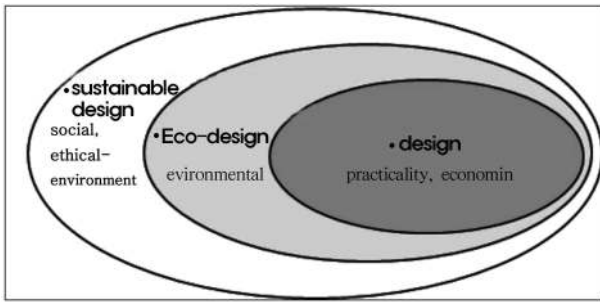 •sustainable
design
social,
ethical-
environment
•Eco-design
evironmental
•design
practicality, economin